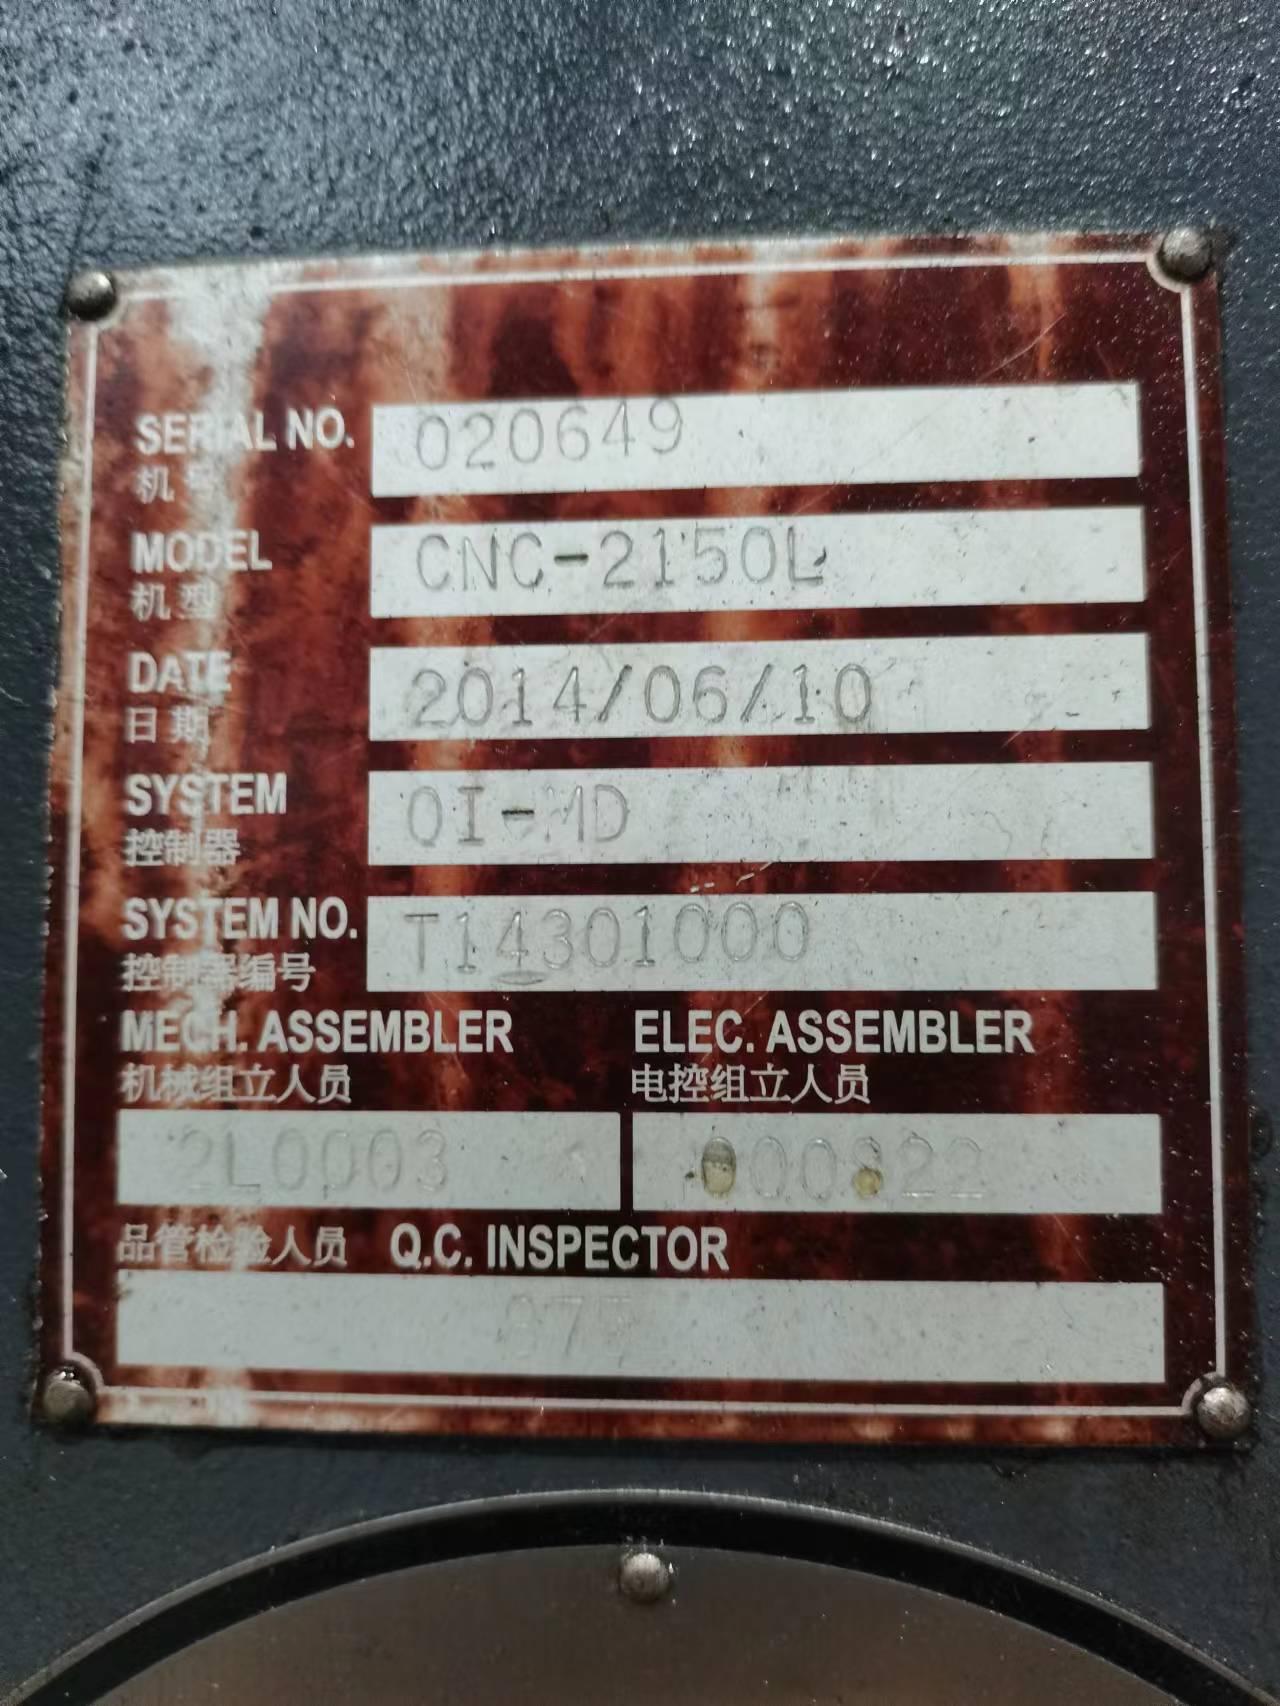 SERIAL NO. 020649
机号
MODEL CNC-2150L
机型
DATE 2014/06/10
日期
SYSTEM 0I-MD
控制器
SYSTEM NO. T14301000
控制器编号
MECH. ASSEMBLER ELEC. ASSEMBLER
机械组立人员 电控组立人员
2L0003
品管检验人员 Q.C. INSPECTOR